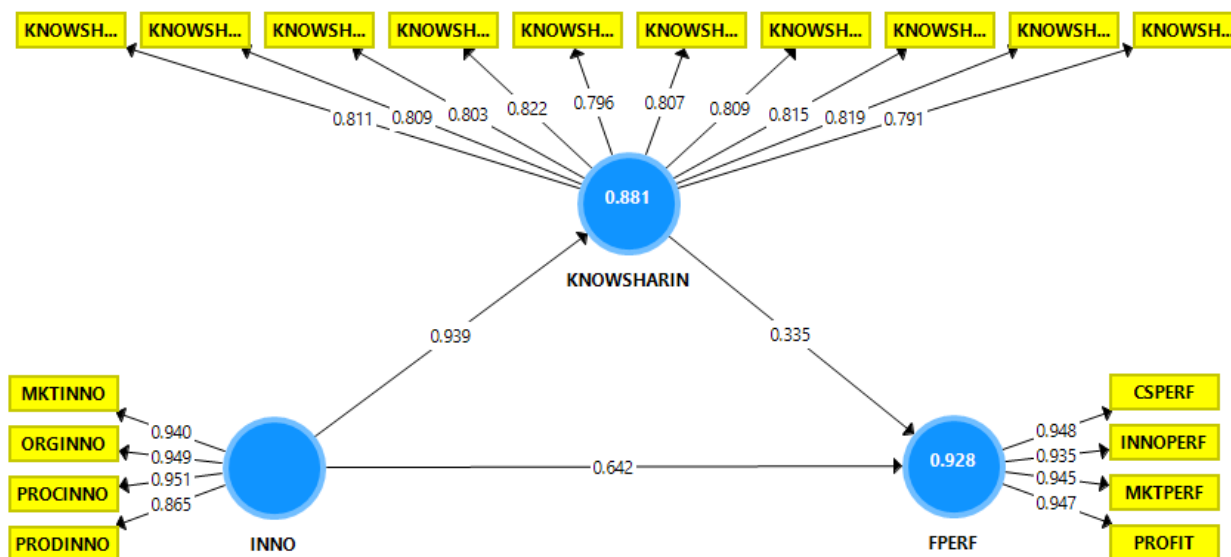 KNOWSH... KNOWSH... KNOWSH... KNOWSH... KNOWSH... KNOWSH... KNOWSH... KNOWSH... KNOWSH... KNOWSH...
0.811 0.809 0.803 0.822 0.796 0.807 0.809 0.815 0.819 0.791
0.881
KNOWSHARIN
0.939 0.335
MKTINNO
ORGINNO
PROCINNO
PRODINNO
0.940
0.949
0.951
0.865
INNO
0.642
0.928
FPERF
0.948
0.935
0.945
0.947
CSPERF
INNOPERF
MKTPERF
PROFIT